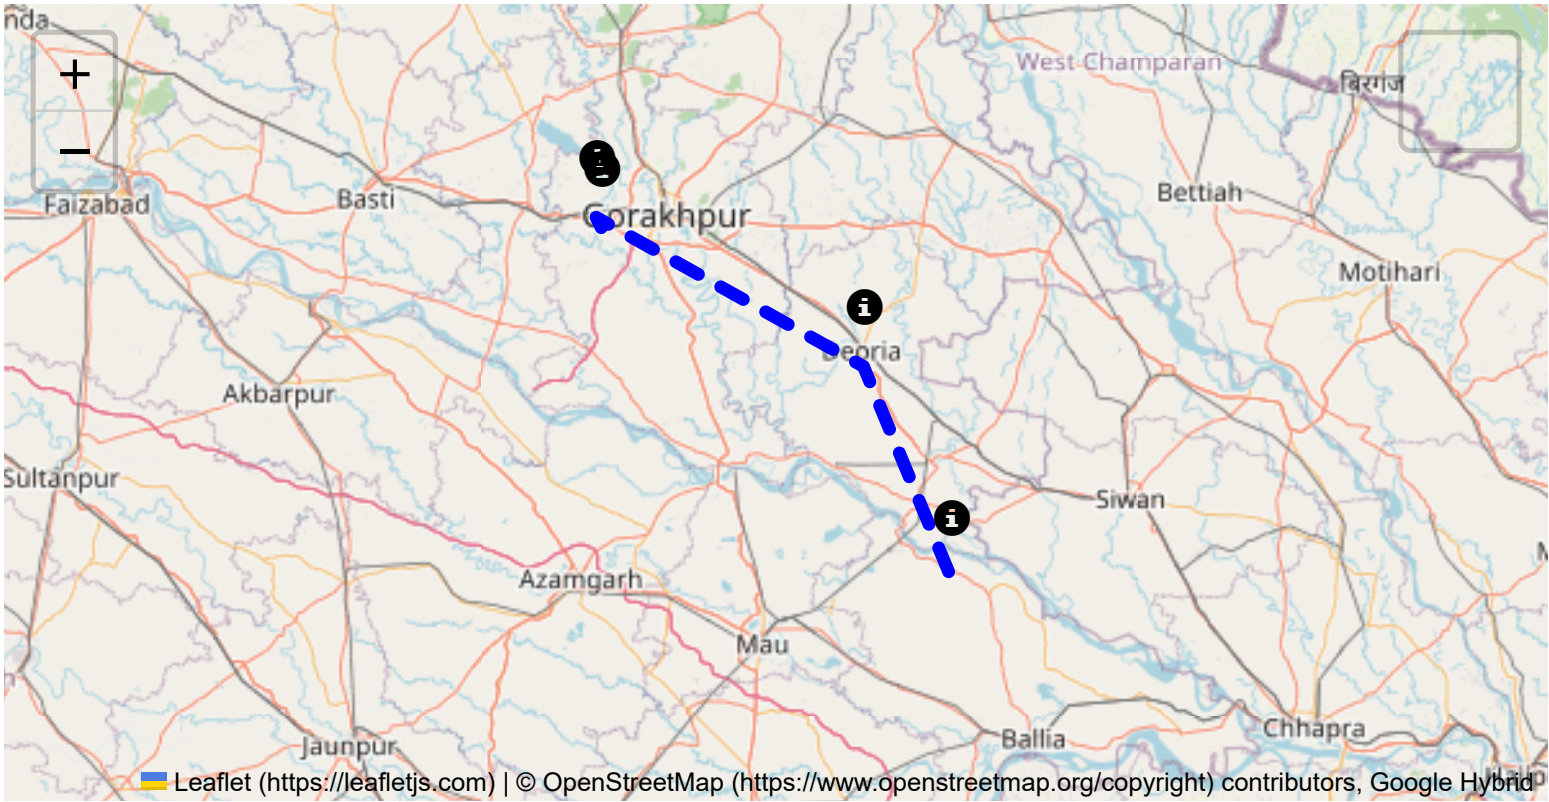 nda
West Champaran
बिरगंज
+
−
Basti
Faizabad
Bettiah
Gorakhpur
Motihari
i
Deoria
Akbarpur
Sultanpur
Siwan
i
Azamgarh
Mau
Chhapra
Ballia
Jaunpur
Leaflet (https://leafletjs.com) | © OpenStreetMap (https://www.openstreetmap.org/copyright) contributors, Google Hybrid